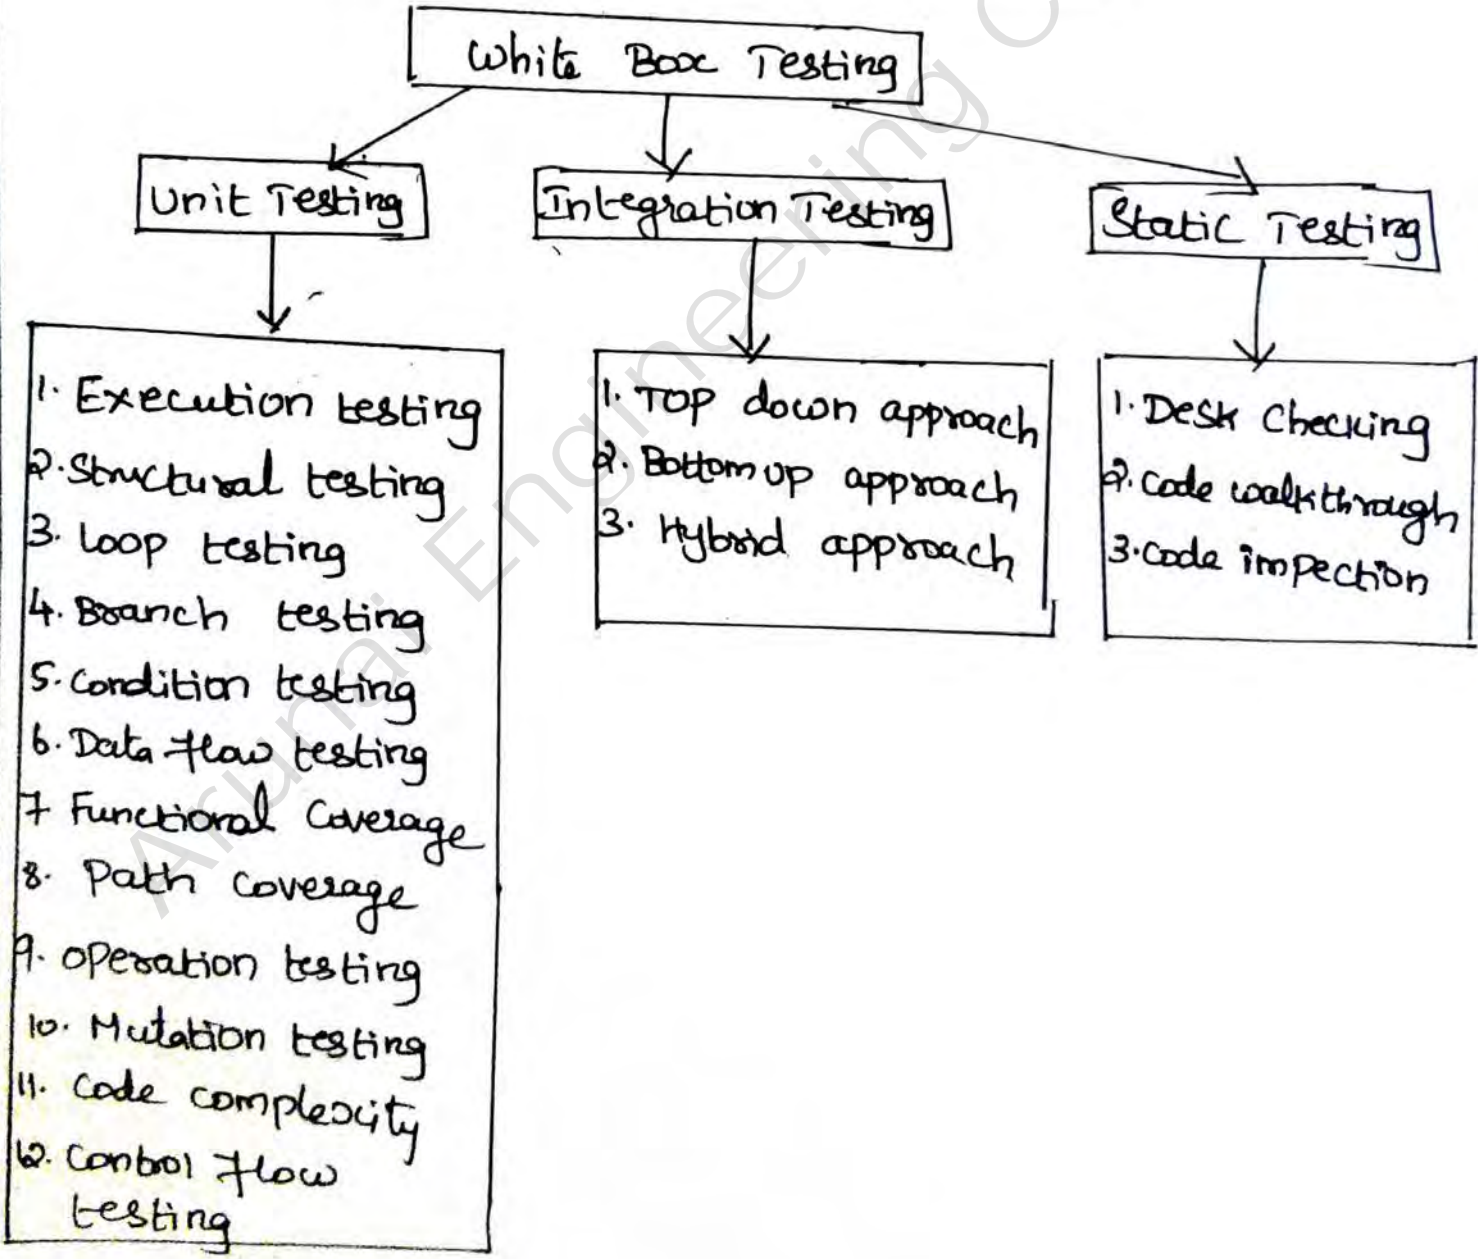 White Box Testing
Unit Testing
Integration Testing
Static Testing
1. Execution testing
2. Structural testing
3. Loop testing
4. Branch testing
5. Condition testing
6. Data flow testing
7 Functional Coverage
8. Path coverage
9. operation testing
10. Mutation testing
11. Code complexity
12. Control flow
testing
1. Top down approach
2. Bottom up approach
3. Hybrid approach
1. Desk Checking
2. Code walkthrough
3. Code impection
Arunai Engineering C